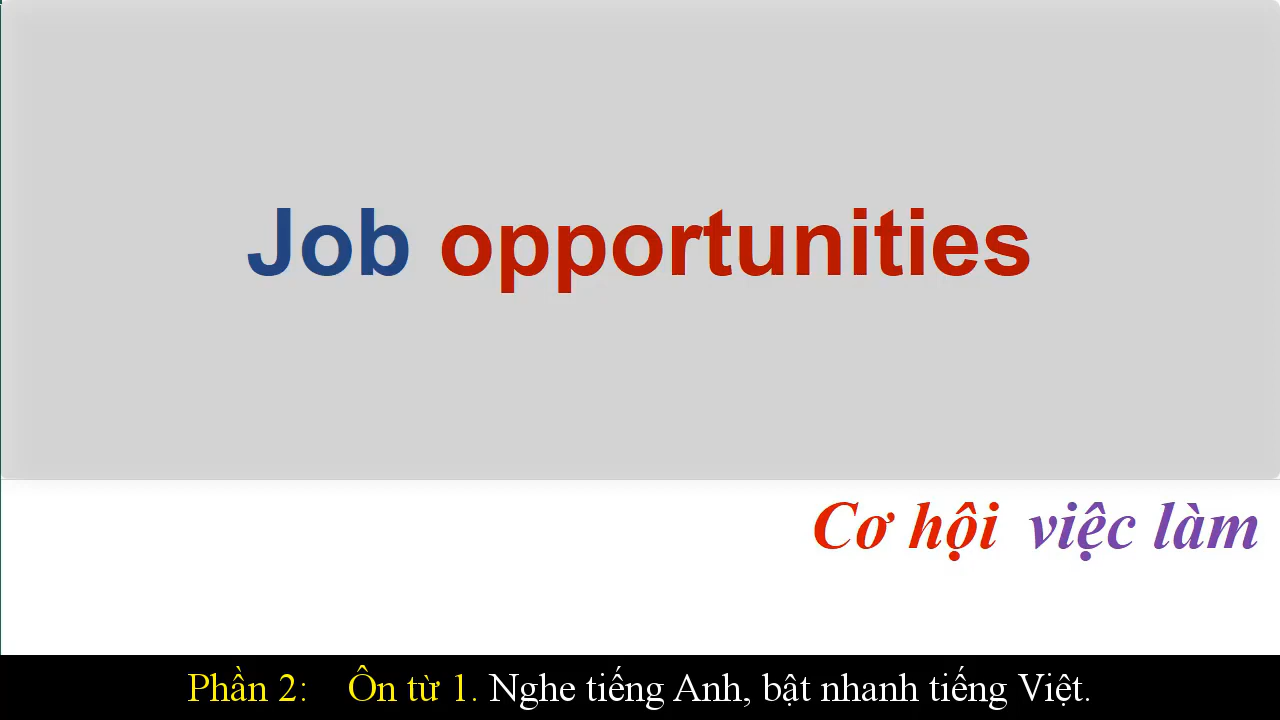 Job opportunities
Cơ hội việc làm
Phần 2: Ôn từ 1. Nghe tiếng Anh, bật nhanh tiếng Việt.